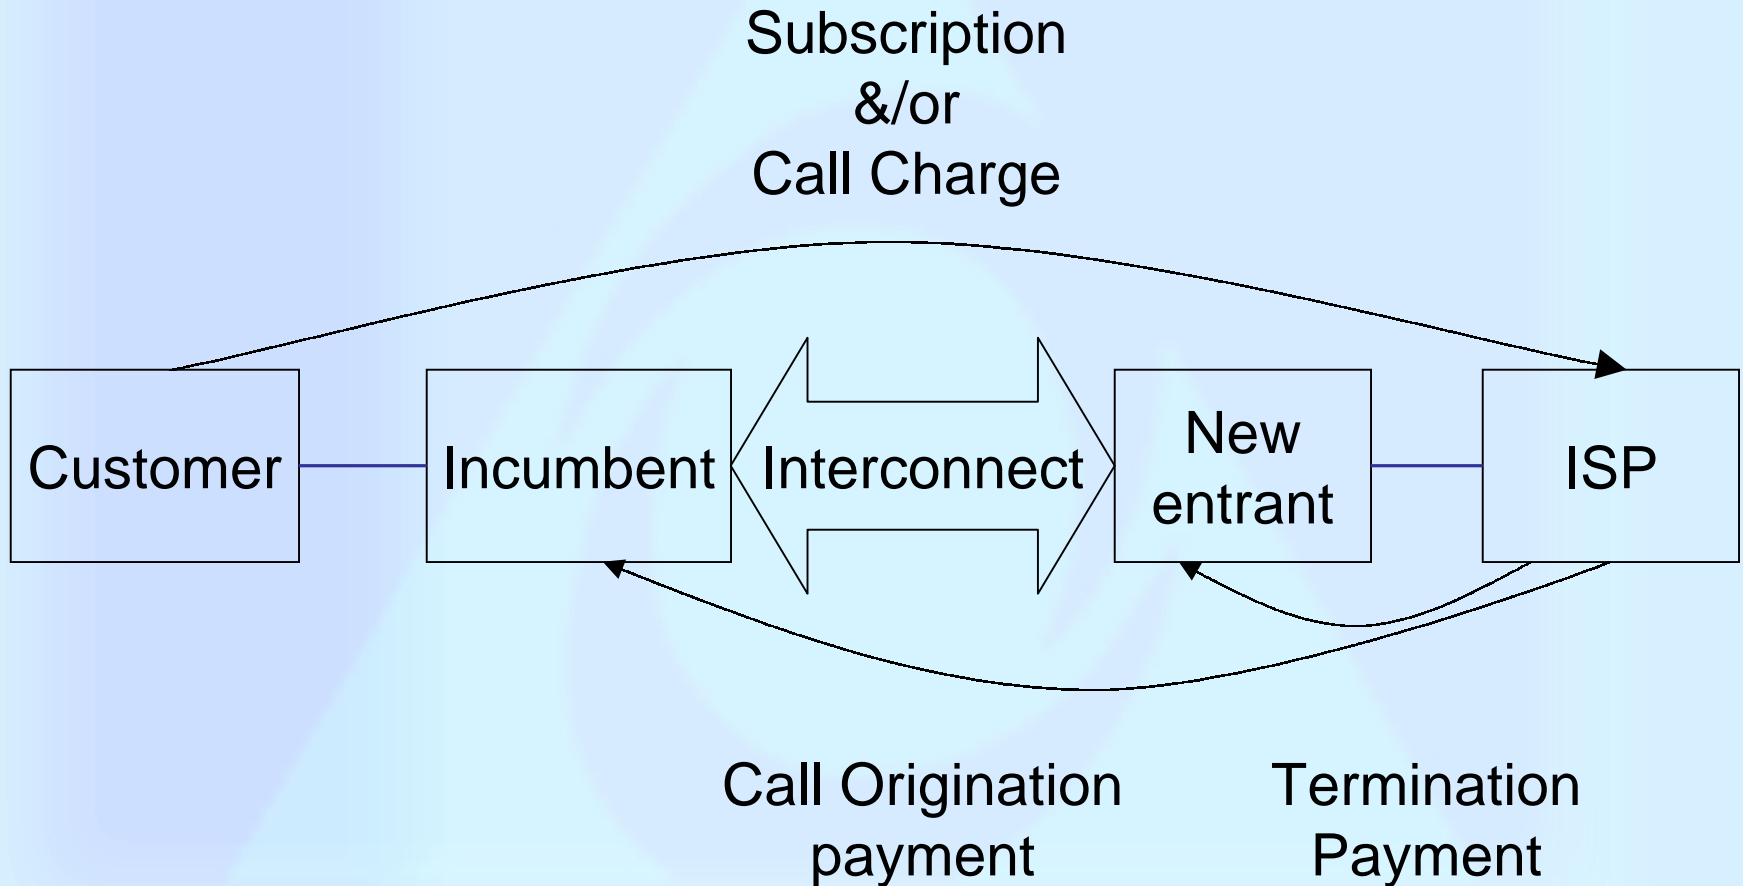 Subscription
&/or
Call Charge
Customer
Incumbent
Interconnect
New
entrant
ISP
Call Origination
payment
Termination
Payment